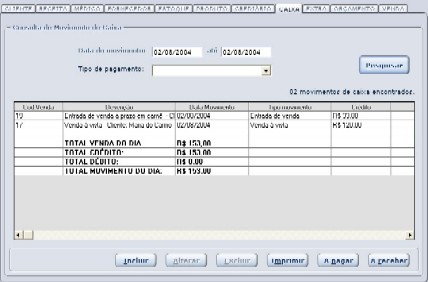 CLIENTE RECEITA MÉDICO FORNECEDOR ESTOQUE PRODUTO CREDIÁRIO CAIXA EXTRA ORÇAMENTO VENDA
Consulta do Movimento do Caixa
Data do movimento: 02/08/2004 até 02/08/2004
Tipo de pagamento:
Pesquisar
02 movimentos de caixa encontrados.
Cod.Venda Descrição Data Movimento Tipo movimento Crédito
19 Entrada de venda a prazo em carnê - Cl 02/08/2004 Entrada de venda R$ 33,00
17 Venda à vista Cliente: Maria do Carmo 02/08/2004 Venda à vista R$ 120,00
TOTAL VENDA DO DIA R$ 153,00
TOTAL CRÉDITO: R$ 153,00
TOTAL DÉBITO: R$ 0,00
TOTAL MOVIMENTO DO DIA: R$ 153,00
Incluir Alterar Excluir Imprimir A pagar A receber